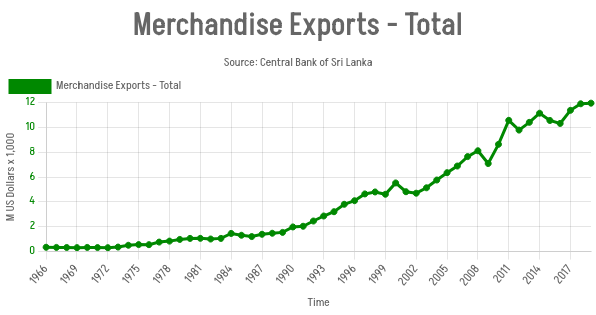 Merchandise Exports - Total
Source: Central Bank of Sri Lanka
Merchandise Exports - Total
M US Dollars x 1,000
12
10
8
6
4
2
0
1966 1969 1972 1975 1978 1981 1984 1987 1990 1993 1996 1999 2002 2005 2008 2011 2014 2017
Time